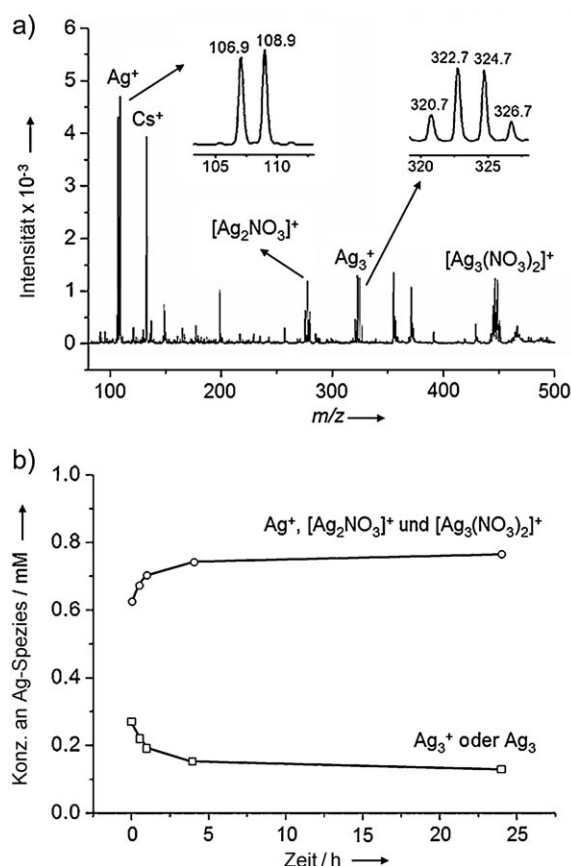 a)
Intensität x 10⁻³ →
6
5
4
3
2
1
0
Ag⁺
Cs⁺
106.9 108.9
105 110
[Ag₂NO₃]⁺
Ag₃⁺
320.7 322.7 324.7 326.7
320 325
[Ag₃(NO₃)₂]⁺
100 200 300 400 500
m/z →
b)
Konz. an Ag-Spezies / mM →
1.0
0.8
0.6
0.4
0.2
0.0
Ag⁺, [Ag₂NO₃]⁺ und [Ag₃(NO₃)₂]⁺
Ag₃⁺ oder Ag₃
0 5 10 15 20 25
Zeit / h →